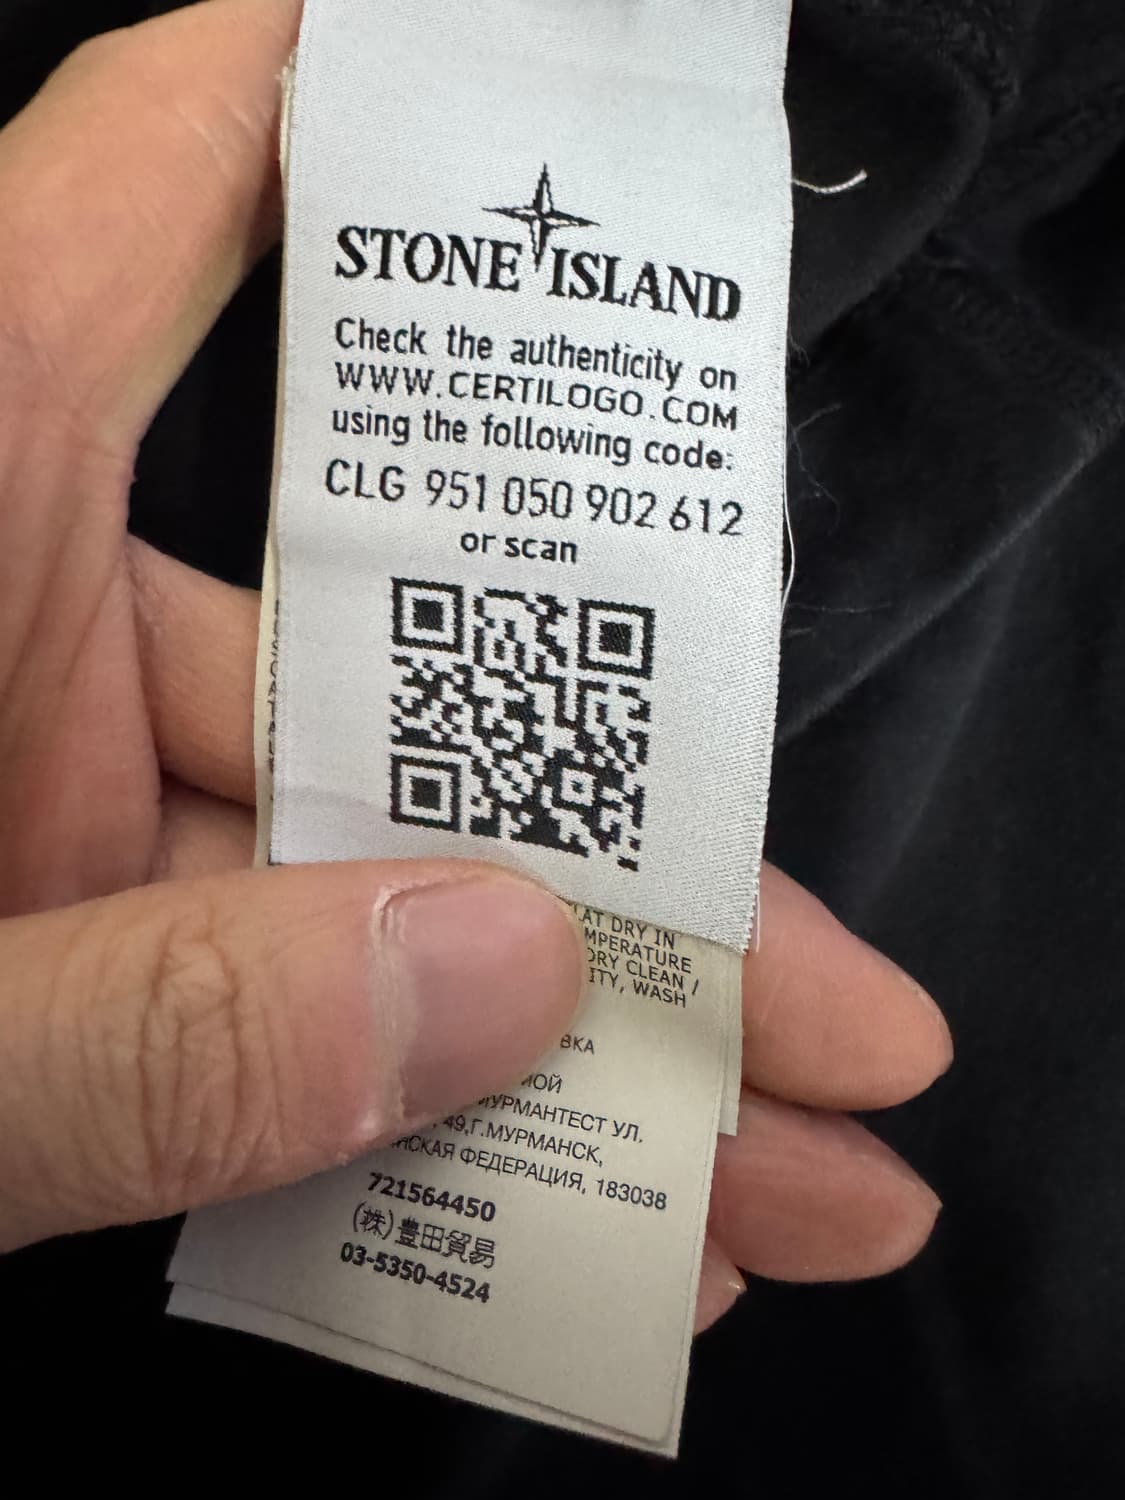 STONE ISLAND
Check the authenticity on
WWW.CERTILOGO.COM
using the following code:
CLG 951 050 902 612
or scan
AT DRY IN
MPERATURE
DRY CLEAN /
ITY, WASH
ВКА
ИОЙ
МУРМАНТЕСТ УЛ.
49,Г.МУРМАНСК,
НСКАЯ ФЕДЕРАЦИЯ, 183038
721564450
(株)豊田貿易
03-5350-4524